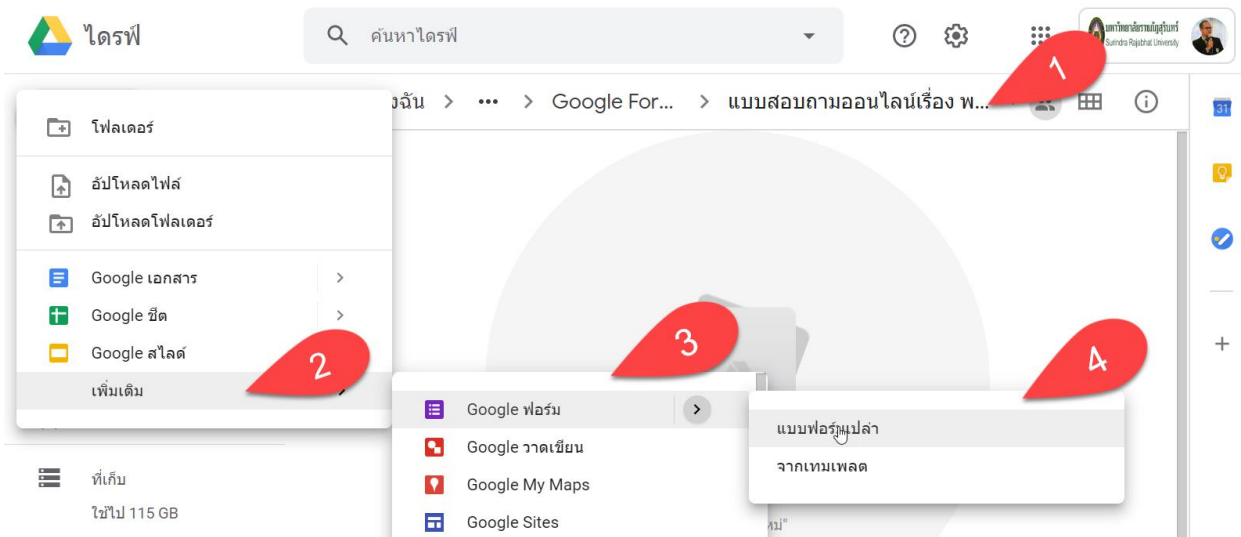 ไดรฟ์
ค้นหาไดรฟ์
มหาวิทยาลัยราชภัฏสุรินทร์
Surindra Rajabhat University
1
Google For... > แบบสอบถามออนไลน์เรื่อง พ...
31
โฟลเดอร์
อัปโหลดไฟล์
อัปโหลดโฟลเดอร์
Google เอกสาร
Google ชีต
Google สไลด์
เพิ่มเติม
2
3
4
Google ฟอร์ม
Google วาดเขียน
Google My Maps
Google Sites
แบบฟอร์มเปล่า
จากเทมเพลต
ที่เก็บ
ใช้ไป 115 GB